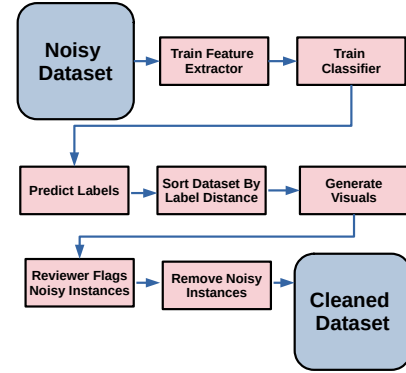 Noisy
Dataset
Train Feature
Extractor
Train
Classifier
Predict Labels
Sort Dataset By
Label Distance
Generate
Visuals
Reviewer Flags
Noisy Instances
Remove Noisy
Instances
Cleaned
Dataset